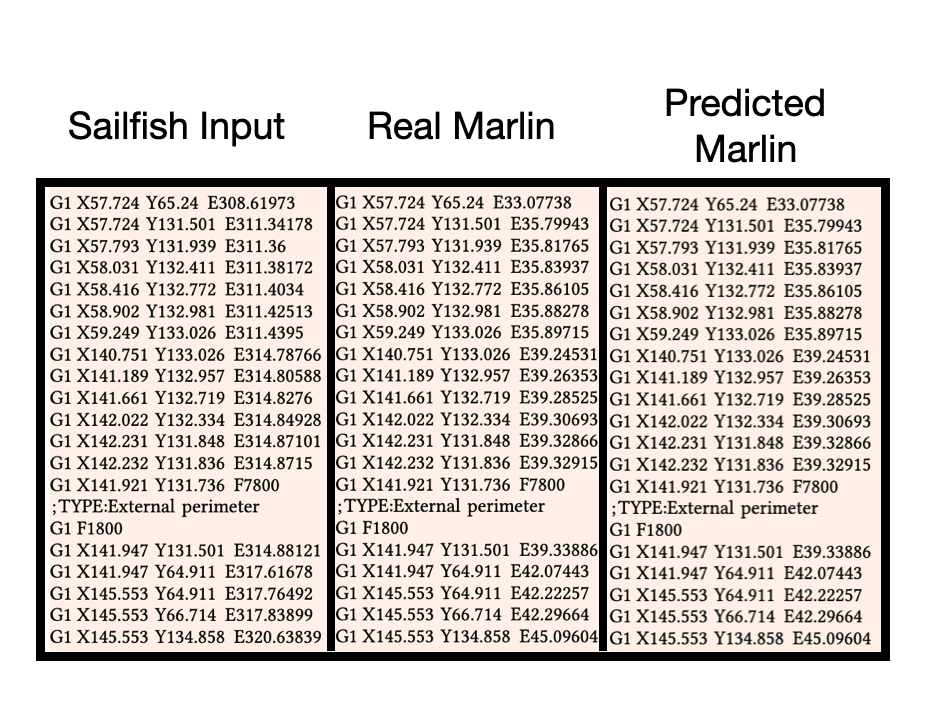 Sailfish Input
Real Marlin
Predicted
Marlin
G1 X57.724 Y65.24 E308.61973
G1 X57.724 Y131.501 E311.34178
G1 X57.793 Y131.939 E311.36
G1 X58.031 Y132.411 E311.38172
G1 X58.416 Y132.772 E311.4034
G1 X58.902 Y132.981 E311.42513
G1 X59.249 Y133.026 E311.4395
G1 X140.751 Y133.026 E314.78766
G1 X141.189 Y132.957 E314.80588
G1 X141.661 Y132.719 E314.8276
G1 X142.022 Y132.334 E314.84928
G1 X142.231 Y131.848 E314.87101
G1 X142.232 Y131.836 E314.8715
G1 X141.921 Y131.736 F7800
;TYPE:External perimeter
G1 F1800
G1 X141.947 Y131.501 E314.88121
G1 X141.947 Y64.911 E317.61678
G1 X145.553 Y64.911 E317.76492
G1 X145.553 Y66.714 E317.83899
G1 X145.553 Y134.858 E320.63839
G1 X57.724 Y65.24 E33.07738
G1 X57.724 Y131.501 E35.79943
G1 X57.793 Y131.939 E35.81765
G1 X58.031 Y132.411 E35.83937
G1 X58.416 Y132.772 E35.86105
G1 X58.902 Y132.981 E35.88278
G1 X59.249 Y133.026 E35.89715
G1 X140.751 Y133.026 E39.24531
G1 X141.189 Y132.957 E39.26353
G1 X141.661 Y132.719 E39.28525
G1 X142.022 Y132.334 E39.30693
G1 X142.231 Y131.848 E39.32866
G1 X142.232 Y131.836 E39.32915
G1 X141.921 Y131.736 F7800
;TYPE:External perimeter
G1 F1800
G1 X141.947 Y131.501 E39.33886
G1 X141.947 Y64.911 E42.07443
G1 X145.553 Y64.911 E42.22257
G1 X145.553 Y66.714 E42.29664
G1 X145.553 Y134.858 E45.09604
G1 X57.724 Y65.24 E33.07738
G1 X57.724 Y131.501 E35.79943
G1 X57.793 Y131.939 E35.81765
G1 X58.031 Y132.411 E35.83937
G1 X58.416 Y132.772 E35.86105
G1 X58.902 Y132.981 E35.88278
G1 X59.249 Y133.026 E35.89715
G1 X140.751 Y133.026 E39.24531
G1 X141.189 Y132.957 E39.26353
G1 X141.661 Y132.719 E39.28525
G1 X142.022 Y132.334 E39.30693
G1 X142.231 Y131.848 E39.32866
G1 X142.232 Y131.836 E39.32915
G1 X141.921 Y131.736 F7800
;TYPE:External perimeter
G1 F1800
G1 X141.947 Y131.501 E39.33886
G1 X141.947 Y64.911 E42.07443
G1 X145.553 Y64.911 E42.22257
G1 X145.553 Y66.714 E42.29664
G1 X145.553 Y134.858 E45.09604